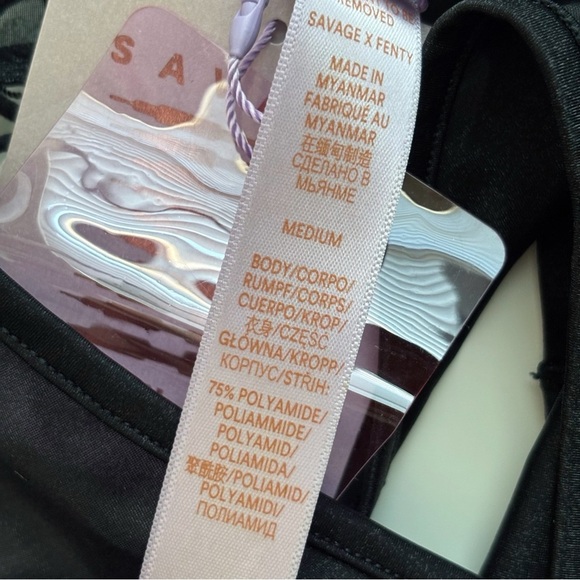 REMOVED
SAVAGE X FENTY
MADE IN
MYANMAR
FABRIQUÉ AU
MYANMAR
在缅甸制造
СДЕЛАНО В
МЬЯНМЕ
MEDIUM
BODY/CORPO/
RUMPF/CORPS/
CUERPO/KROP/
衣身/CZĘSC
GŁÓWNA/KROPP/
КОРПУС/STRIH:
75% POLYAMIDE/
POLIAMMIDE/
POLYAMID/
POLIAMIDA/
聚酰胺/POLIAMID/
POLYAMIDI/
ПОЛИАМИД
SAV